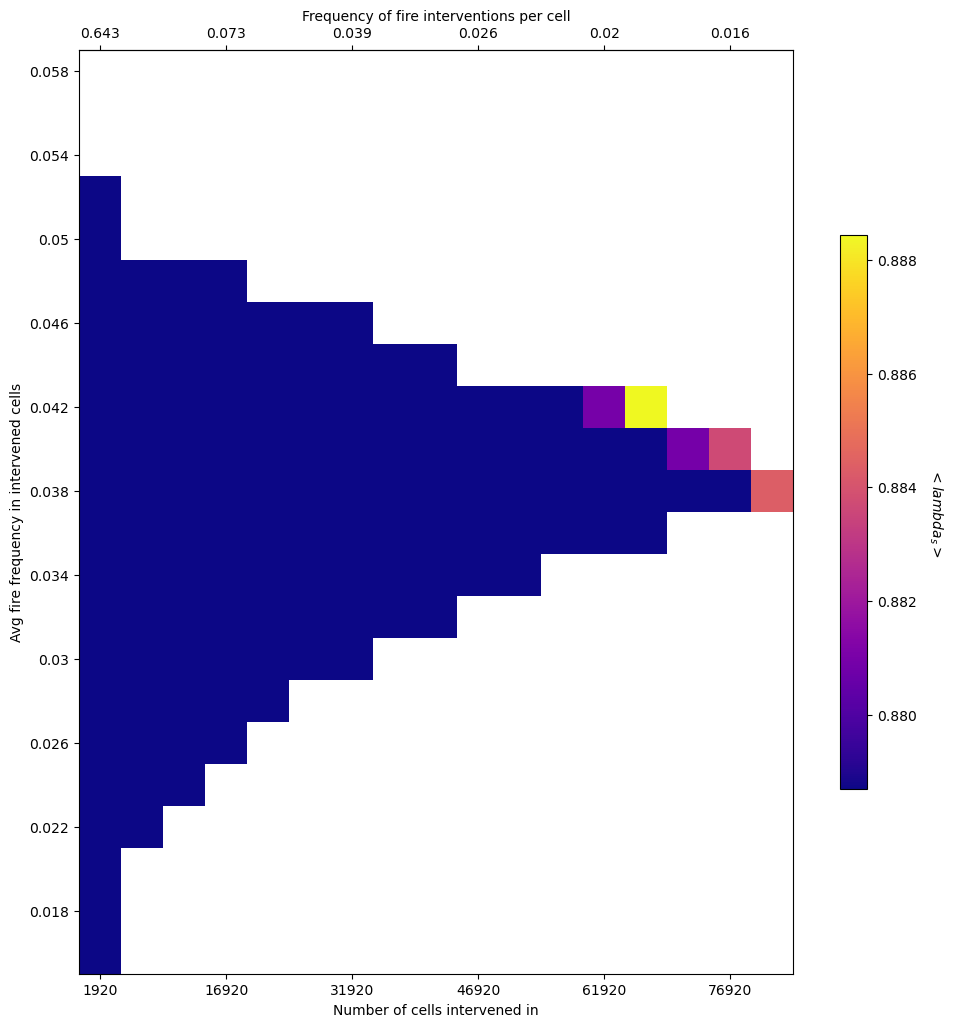 Frequency of fire interventions per cell
0.643 0.073 0.039 0.026 0.02 0.016
Avg fire frequency in intervened cells
0.058
0.054
0.05
0.046
0.042
0.038
0.034
0.03
0.026
0.022
0.018
1920 16920 31920 46920 61920 76920
Number of cells intervened in
0.888
0.886
0.884
0.882
0.880
<lambda_s>